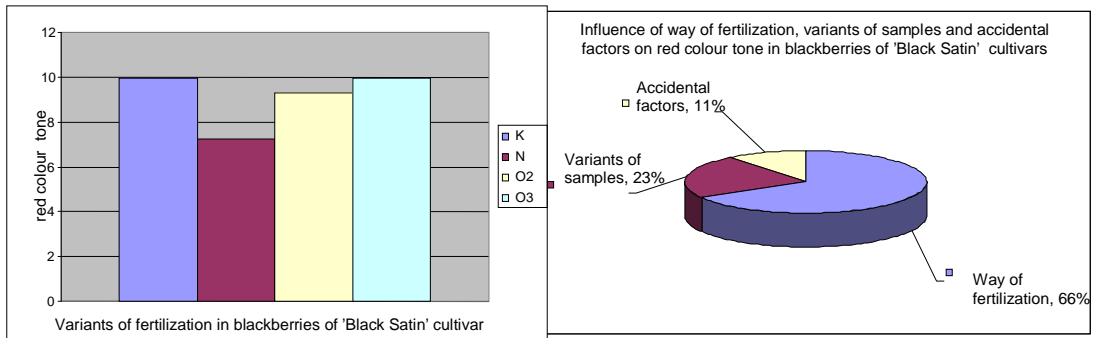 12
10
8
6
4
2
0
red colour tone
Variants of fertilization in blackberries of 'Black Satin' cultivar
K
N
O2
O3
Influence of way of fertilization, variants of samples and accidental
factors on red colour tone in blackberries of 'Black Satin' cultivars
Accidental
factors, 11%
Variants of
samples, 23%
Way of
fertilization, 66%